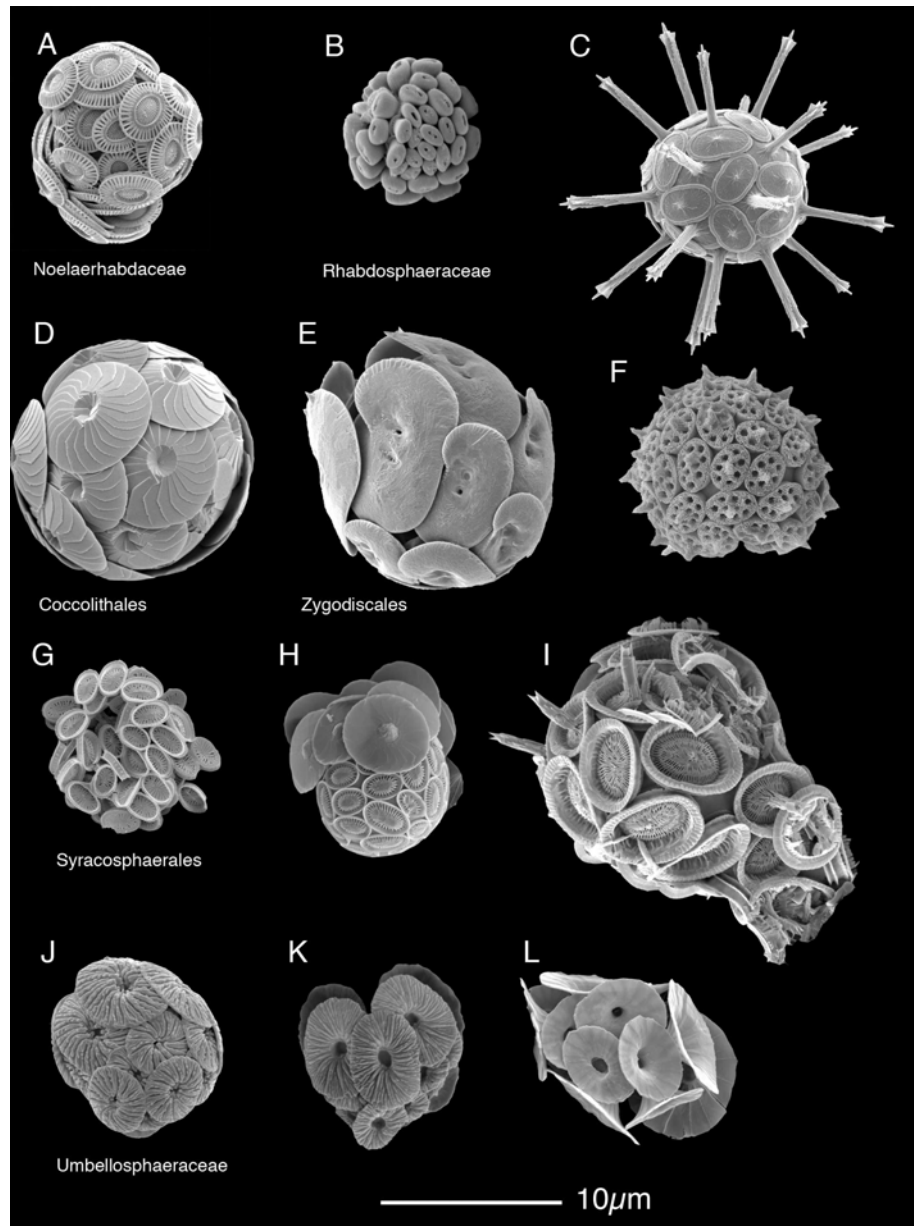 A
B
C
Noelaerhabdaceae
Rhabdosphaeraceae
D
E
F
Coccolithales
Zygodiscales
G
H
I
Syracosphaerales
J
K
L
Umbellosphaeraceae
10µm